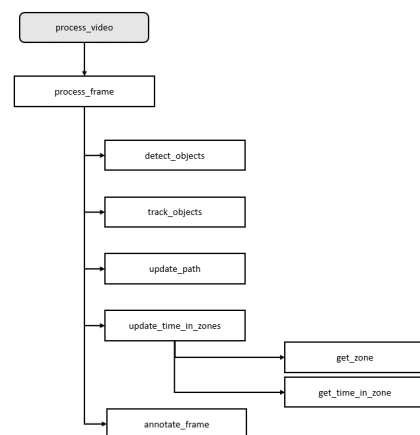 process_video
process_frame
detect_objects
track_objects
update_path
update_time_in_zones
get_zone
get_time_in_zone
annotate_frame